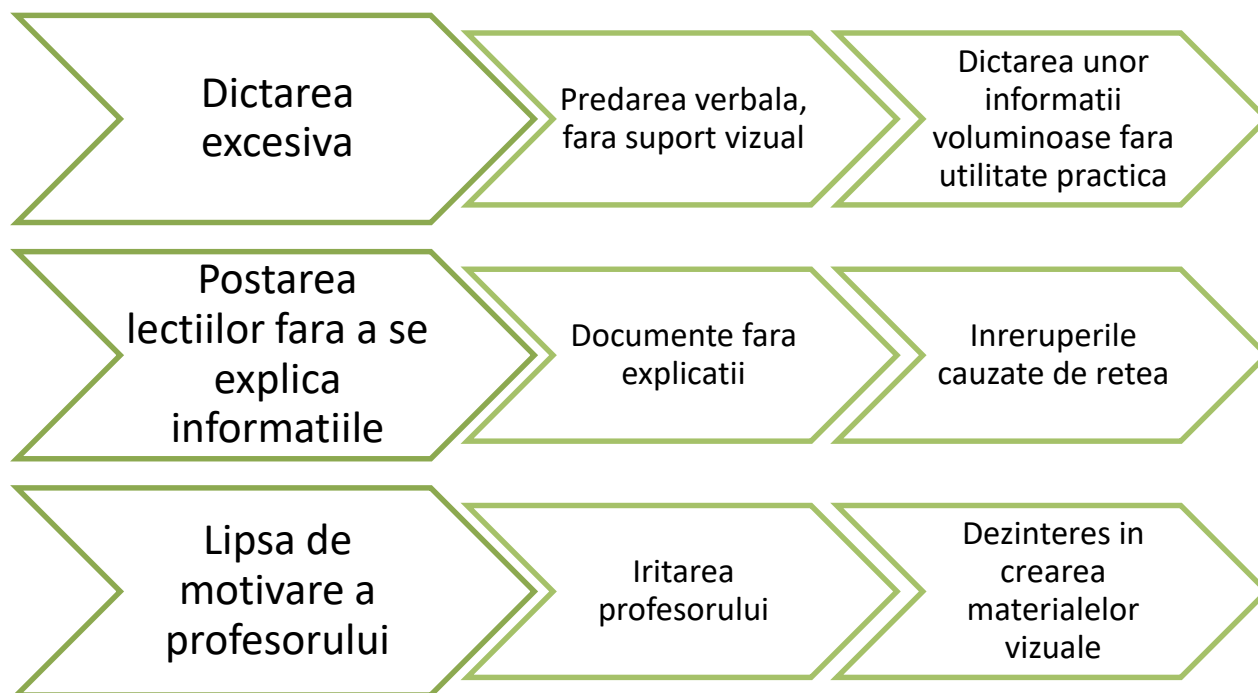 Dictarea
excesiva
Predarea verbala,
fara suport vizual
Dictarea unor
informatii
voluminoase fara
utilitate practica
Postarea
lectiilor fara a se
explica
informatiile
Documente fara
explicatii
Inreruperile
cauzate de retea
Lipsa de
motivare a
profesorului
Iritarea
profesorului
Dezinteres in
crearea
materialelor
vizuale